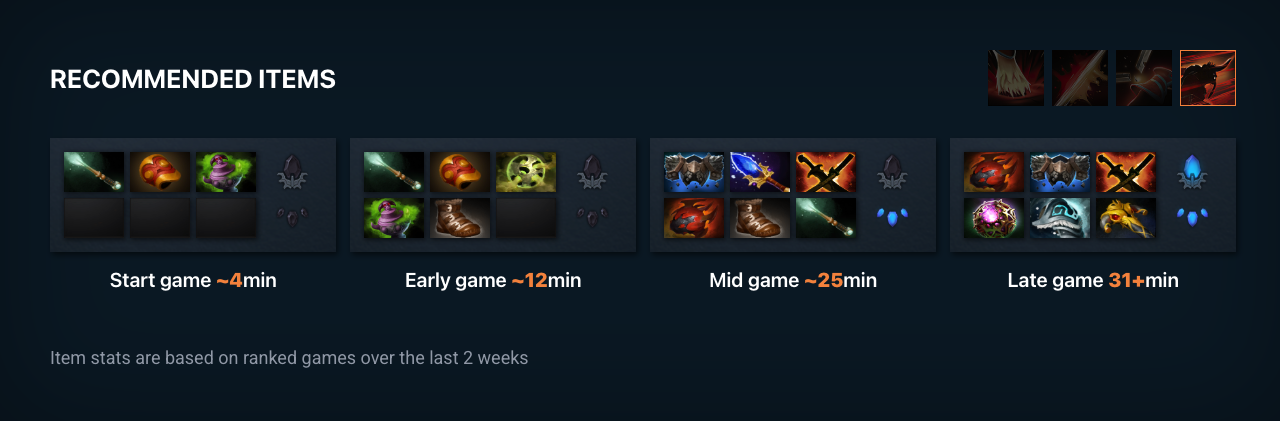 RECOMMENDED ITEMS
Start game ~4min
Early game ~12min
Mid game ~25min
Late game 31+min
Item stats are based on ranked games over the last 2 weeks